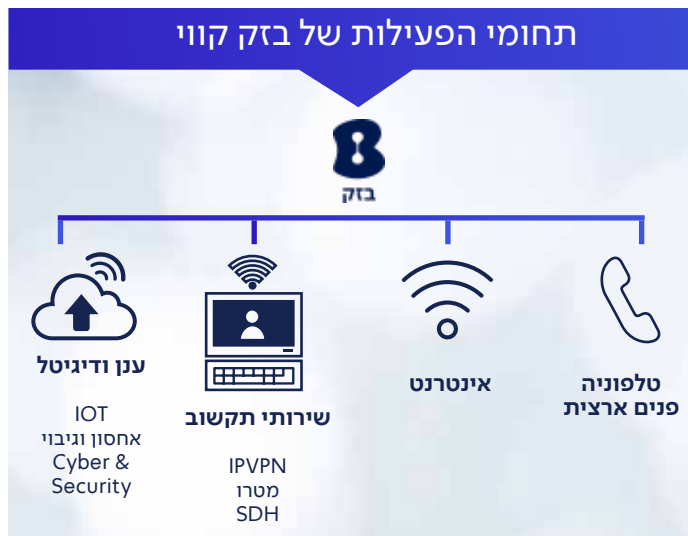 תחומי הפעילות של בזק קווי
בזק
טלפוניה
פנים ארצית
אינטרנט
שירותי תקשוב
IPVPN
מטרו
SDH
ענן ודיגיטל
IOT
אחסון וגיבוי
Cyber &
Security